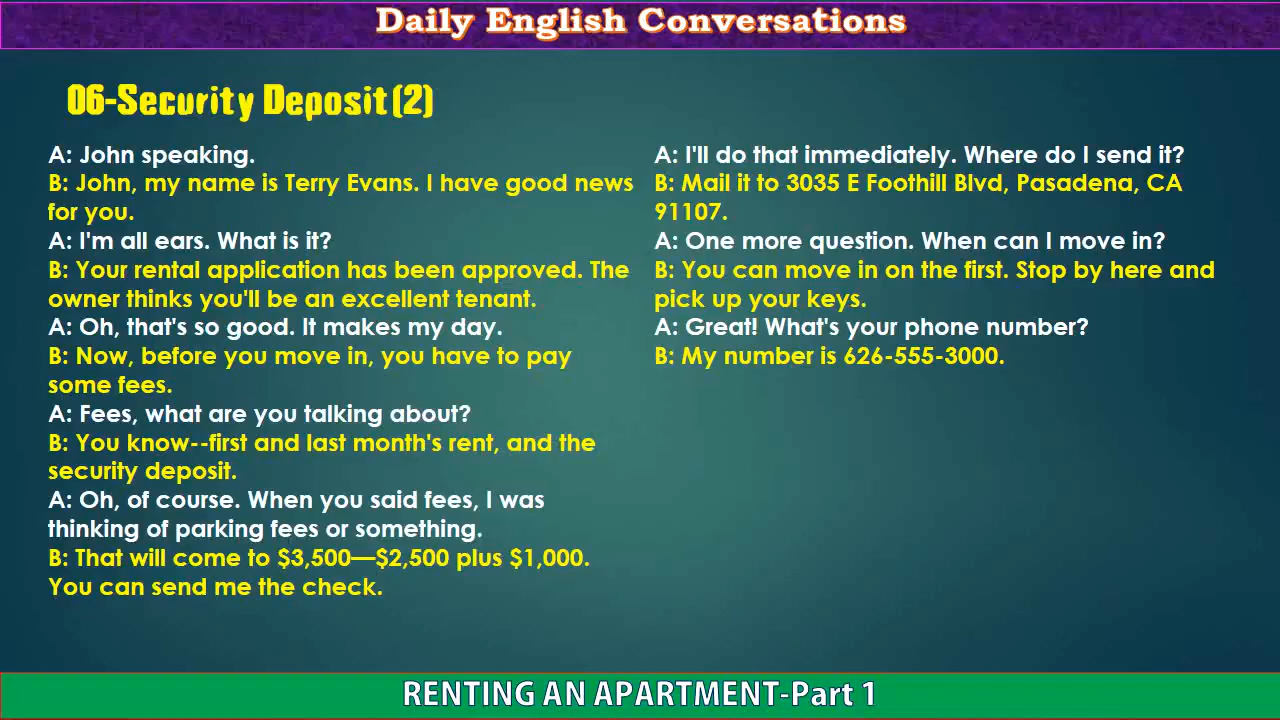 Daily English Conversations
06-Security Deposit(2)
A: John speaking.
B: John, my name is Terry Evans. I have good news
for you.
A: I'm all ears. What is it?
B: Your rental application has been approved. The
owner thinks you'll be an excellent tenant.
A: Oh, that's so good. It makes my day.
B: Now, before you move in, you have to pay
some fees.
A: Fees, what are you talking about?
B: You know--first and last month's rent, and the
security deposit.
A: Oh, of course. When you said fees, I was
thinking of parking fees or something.
B: That will come to $3,500—$2,500 plus $1,000.
You can send me the check.
A: I'll do that immediately. Where do I send it?
B: Mail it to 3035 E Foothill Blvd, Pasadena, CA
91107.
A: One more question. When can I move in?
B: You can move in on the first. Stop by here and
pick up your keys.
A: Great! What's your phone number?
B: My number is 626-555-3000.
RENTING AN APARTMENT-Part 1